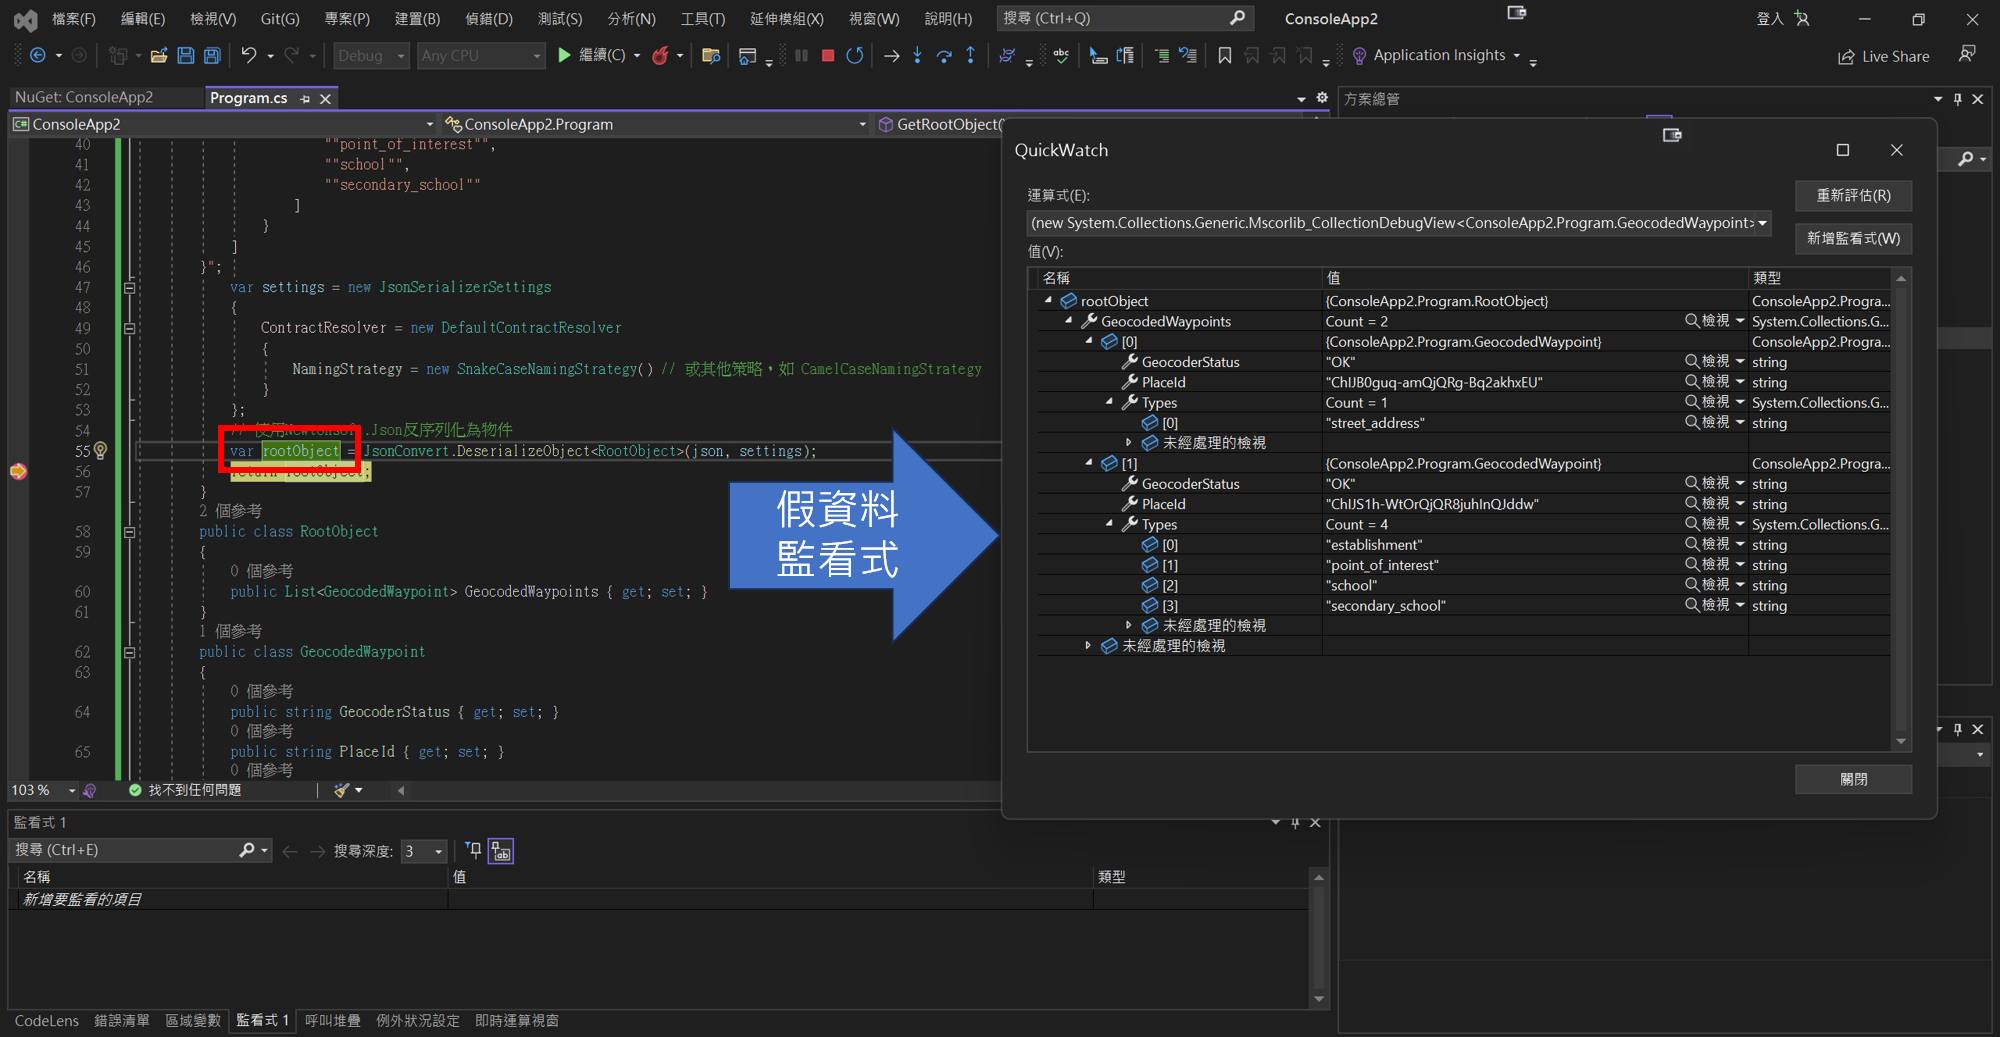 檔案(F) 編輯(E) 檢視(V) Git(G) 專案(P) 建置(B) 偵錯(D) 測試(S) 分析(N) 工具(T) 延伸模組(X) 視窗(W) 說明(H) 搜尋 (Ctrl+Q) ConsoleApp2 登入
Debug Any CPU 繼續(C) Application Insights Live Share
NuGet: ConsoleApp2 Program.cs
ConsoleApp2 ConsoleApp2.Program GetRootObject(
40 ""point_of_interest"",
41 ""school"",
42 ""secondary_school""
43 ]
44 }
45 ]
46 }";
47 var settings = new JsonSerializerSettings
48 {
49 ContractResolver = new DefaultContractResolver
50 {
51 NamingStrategy = new SnakeCaseNamingStrategy() // 或其他策略，如 CamelCaseNamingStrategy
52 }
53 };
54 // 使用Newtonsoft.Json反序列化為物件
55 var rootObject = JsonConvert.DeserializeObject<RootObject>(json, settings);
56 return rootObject;
57 }
2 個參考
58 public class RootObject
59 {
0 個參考
60 public List<GeocodedWaypoint> GeocodedWaypoints { get; set; }
61 }
1 個參考
62 public class GeocodedWaypoint
63 {
0 個參考
64 public string GeocoderStatus { get; set; }
0 個參考
65 public string PlaceId { get; set; }
0 個參考
103 % 找不到任何問題
假資料
監看式
方案總管
QuickWatch
運算式(E):
重新評估(R)
(new System.Collections.Generic.Mscorlib_CollectionDebugView<ConsoleApp2.Program.GeocodedWaypoint>
新增監看式(W)
值(V):
名稱 值 類型
rootObject {ConsoleApp2.Program.RootObject} ConsoleApp2.Progra...
GeocodedWaypoints Count = 2 檢視 System.Collections.G...
[0] {ConsoleApp2.Program.GeocodedWaypoint} ConsoleApp2.Progra...
GeocoderStatus "OK" 檢視 string
PlaceId "ChIJB0guq-amQjQRg-Bq2akhxEU" 檢視 string
Types Count = 1 檢視 System.Collections.G...
[0] "street_address" 檢視 string
未經處理的檢視
[1] {ConsoleApp2.Program.GeocodedWaypoint} ConsoleApp2.Progra...
GeocoderStatus "OK" 檢視 string
PlaceId "ChIJS1h-WtOrQjQR8juhInQJddw" 檢視 string
Types Count = 4 檢視 System.Collections.G...
[0] "establishment" 檢視 string
[1] "point_of_interest" 檢視 string
[2] "school" 檢視 string
[3] "secondary_school" 檢視 string
未經處理的檢視
未經處理的檢視
關閉
監看式 1
搜尋 (Ctrl+E) 搜尋深度: 3
名稱 值 類型
新增要監看的項目
CodeLens 錯誤清單 區域變數 監看式 1 呼叫堆疊 例外狀況設定 即時運算視窗